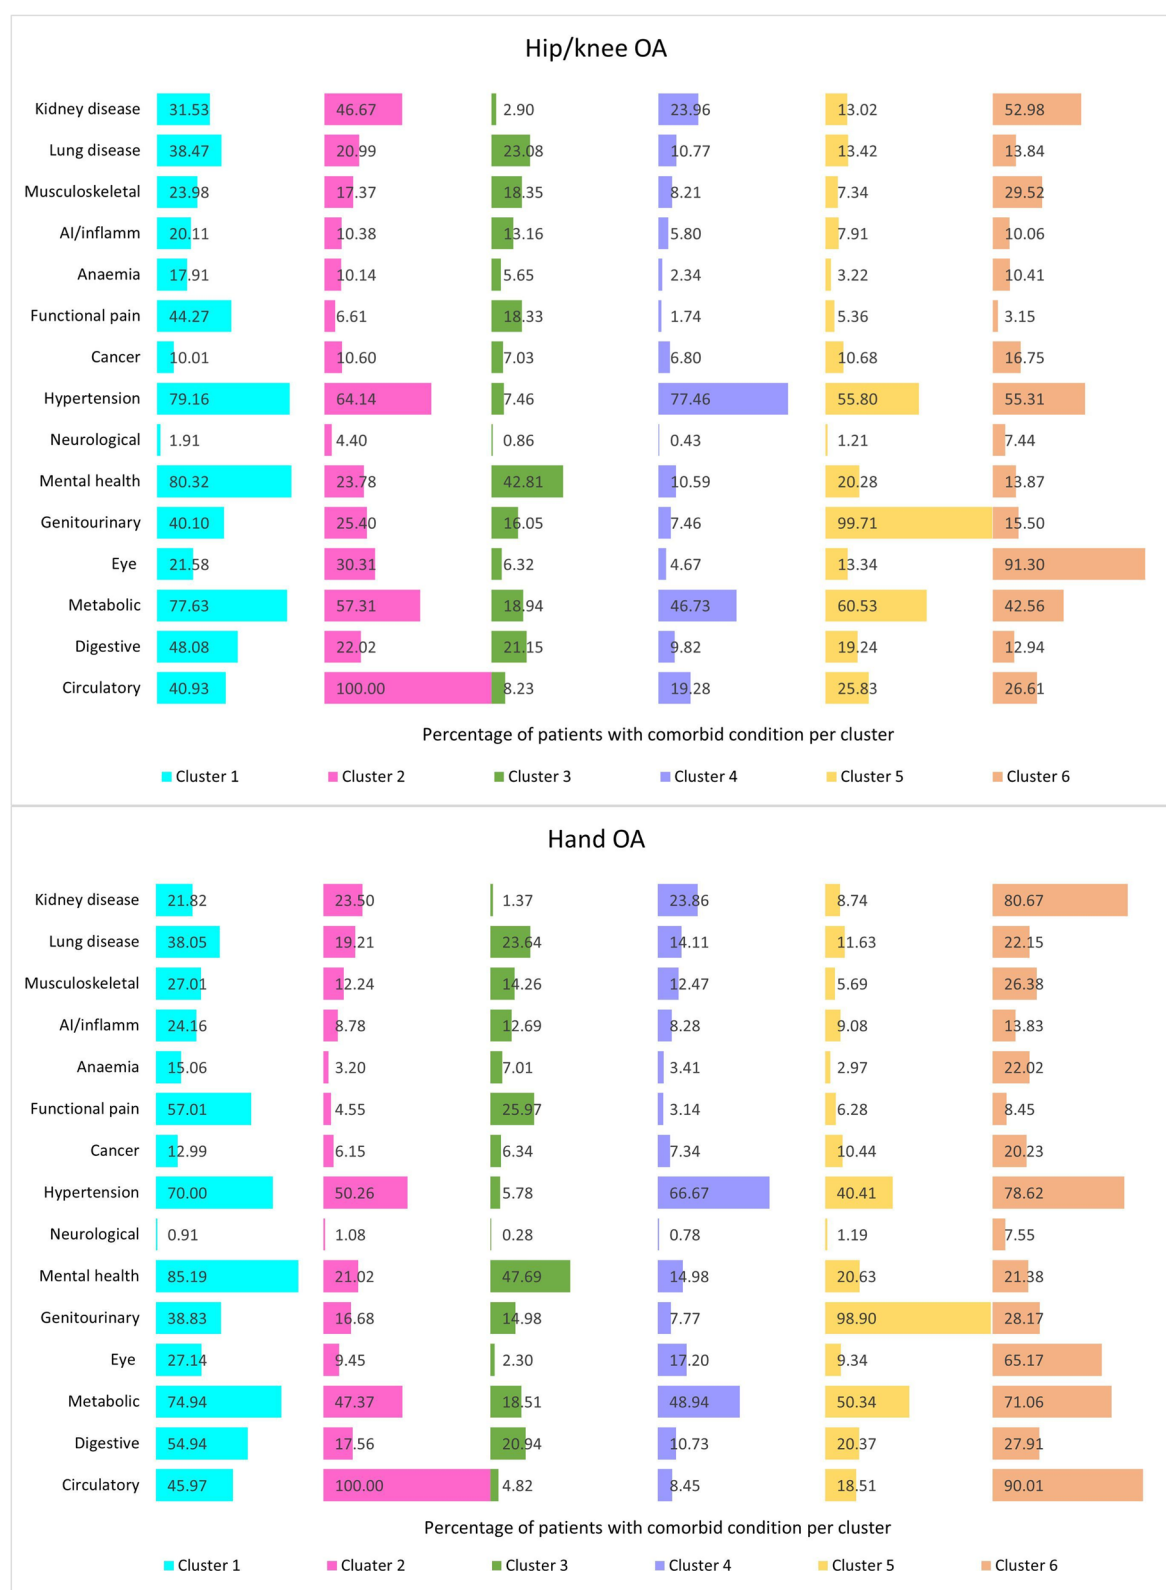 Hip/knee OA
Kidney disease 31.53 46.67 2.90 23.96 13.02 52.98
Lung disease 38.47 20.99 23.08 10.77 13.42 13.84
Musculoskeletal 23.98 17.37 18.35 8.21 7.34 29.52
AI/inflamm 20.11 10.38 13.16 5.80 7.91 10.06
Anaemia 17.91 10.14 5.65 2.34 3.22 10.41
Functional pain 44.27 6.61 18.33 1.74 5.36 3.15
Cancer 10.01 10.60 7.03 6.80 10.68 16.75
Hypertension 79.16 64.14 7.46 77.46 55.80 55.31
Neurological 1.91 4.40 0.86 0.43 1.21 7.44
Mental health 80.32 23.78 42.81 10.59 20.28 13.87
Genitourinary 40.10 25.40 16.05 7.46 99.71 15.50
Eye 21.58 30.31 6.32 4.67 13.34 91.30
Metabolic 77.63 57.31 18.94 46.73 60.53 42.56
Digestive 48.08 22.02 21.15 9.82 19.24 12.94
Circulatory 40.93 100.00 8.23 19.28 25.83 26.61
Percentage of patients with comorbid condition per cluster
Cluster 1 Cluster 2 Cluster 3 Cluster 4 Cluster 5 Cluster 6
Hand OA
Kidney disease 21.82 23.50 1.37 23.86 8.74 80.67
Lung disease 38.05 19.21 23.64 14.11 11.63 22.15
Musculoskeletal 27.01 12.24 14.26 12.47 5.69 26.38
AI/inflamm 24.16 8.78 12.69 8.28 9.08 13.83
Anaemia 15.06 3.20 7.01 3.41 2.97 22.02
Functional pain 57.01 4.55 25.97 3.14 6.28 8.45
Cancer 12.99 6.15 6.34 7.34 10.44 20.23
Hypertension 70.00 50.26 5.78 66.67 40.41 78.62
Neurological 0.91 1.08 0.28 0.78 1.19 7.55
Mental health 85.19 21.02 47.69 14.98 20.63 21.38
Genitourinary 38.83 16.68 14.98 7.77 98.90 28.17
Eye 27.14 9.45 2.30 17.20 9.34 65.17
Metabolic 74.94 47.37 18.51 48.94 50.34 71.06
Digestive 54.94 17.56 20.94 10.73 20.37 27.91
Circulatory 45.97 100.00 4.82 8.45 18.51 90.01
Percentage of patients with comorbid condition per cluster
Cluster 1 Cluater 2 Cluster 3 Cluster 4 Cluster 5 Cluster 6